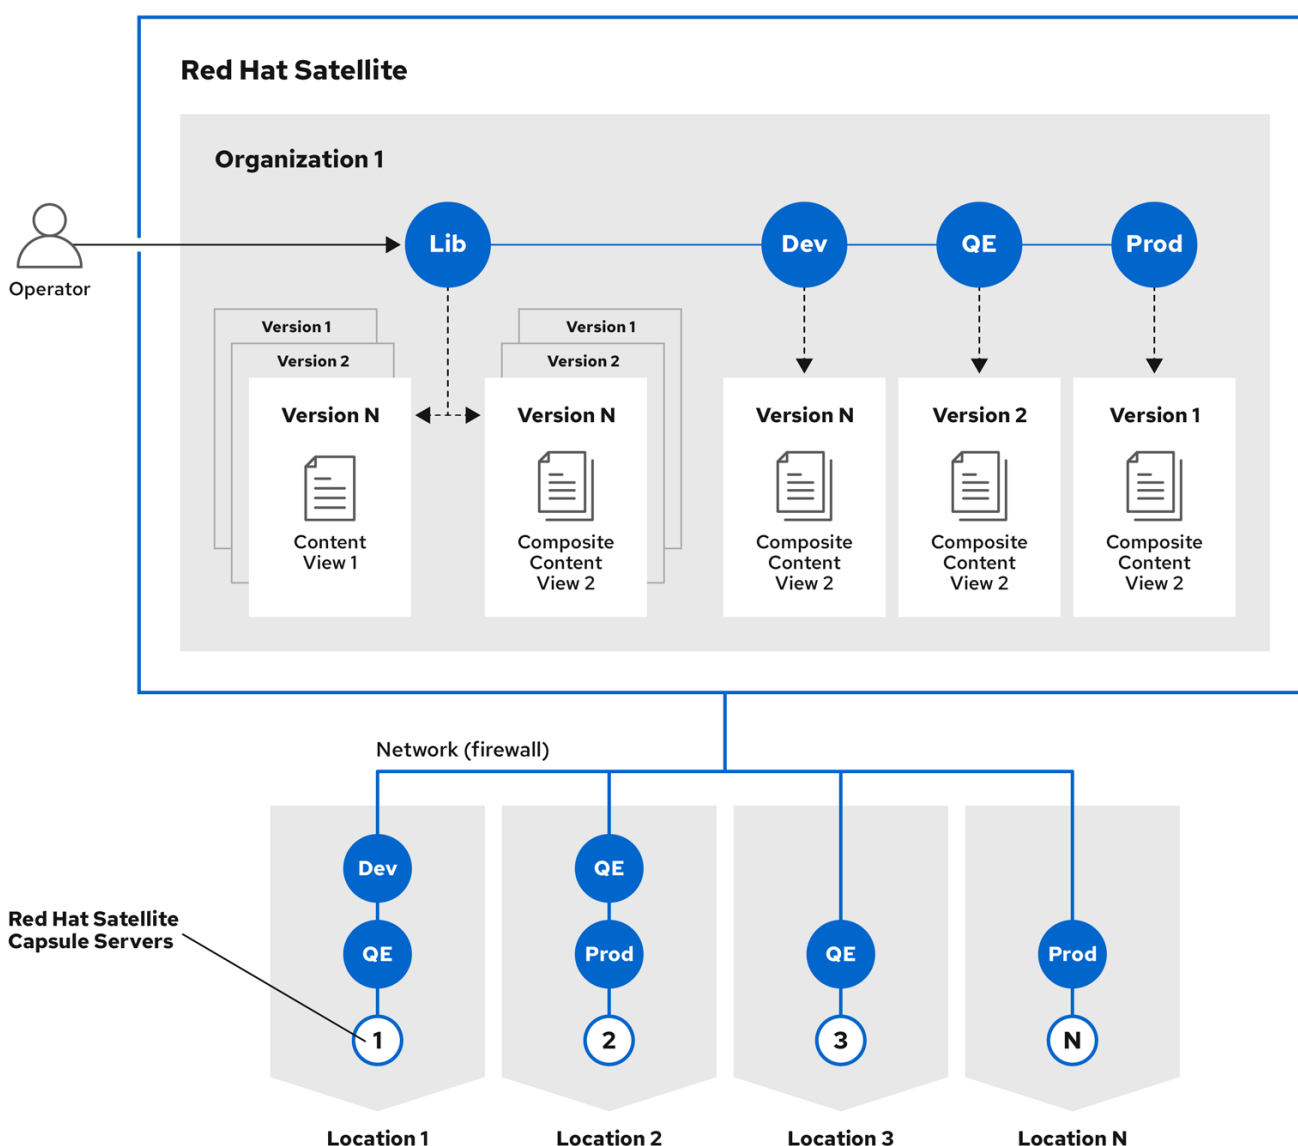 Red Hat Satellite
Organization 1
Operator
Lib
Dev
QE
Prod
Version 1
Version 2
Version N
Content
View 1
Version 1
Version 2
Version N
Composite
Content
View 2
Version N
Composite
Content
View 2
Version 2
Composite
Content
View 2
Version 1
Composite
Content
View 2
Network (firewall)
Red Hat Satellite
Capsule Servers
Dev
QE
1
Location 1
QE
Prod
2
Location 2
QE
3
Location 3
Prod
N
Location N